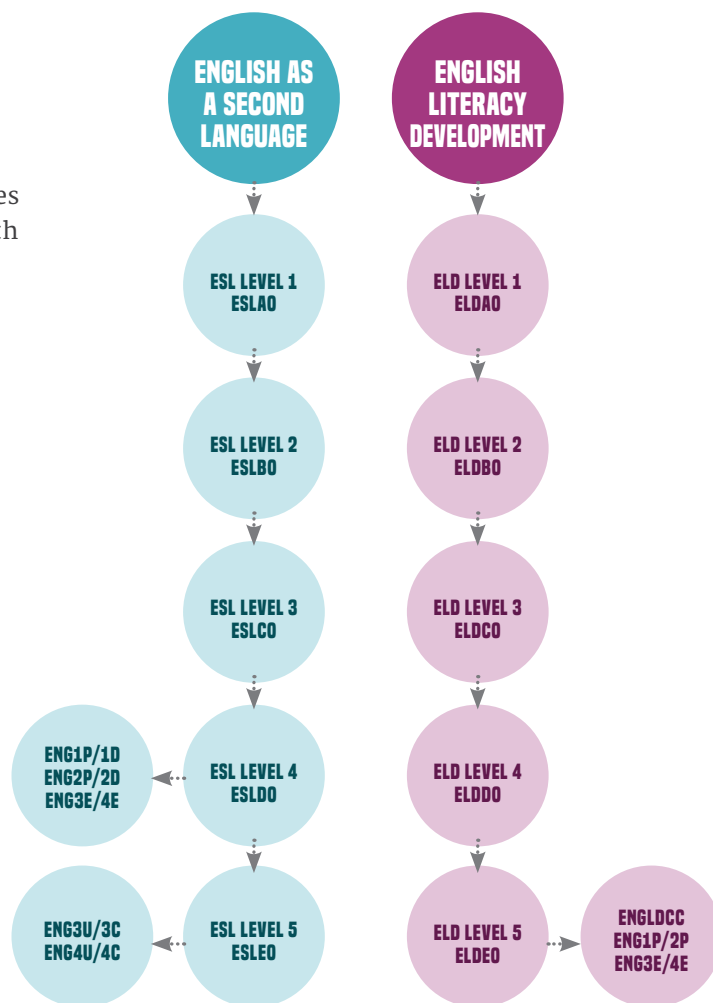 es
th
ENGLISH AS
A SECOND
LANGUAGE
ESL LEVEL 1
ESLAO
ESL LEVEL 2
ESLBO
ESL LEVEL 3
ESLCO
ESL LEVEL 4
ESLDO
ENG1P/1D
ENG2P/2D
ENG3E/4E
ESL LEVEL 5
ESLEO
ENG3U/3C
ENG4U/4C
ENGLISH
LITERACY
DEVELOPMENT
ELD LEVEL 1
ELDAO
ELD LEVEL 2
ELDBO
ELD LEVEL 3
ELDCO
ELD LEVEL 4
ELDDO
ELD LEVEL 5
ELDEO
ENGLDCC
ENG1P/2P
ENG3E/4E